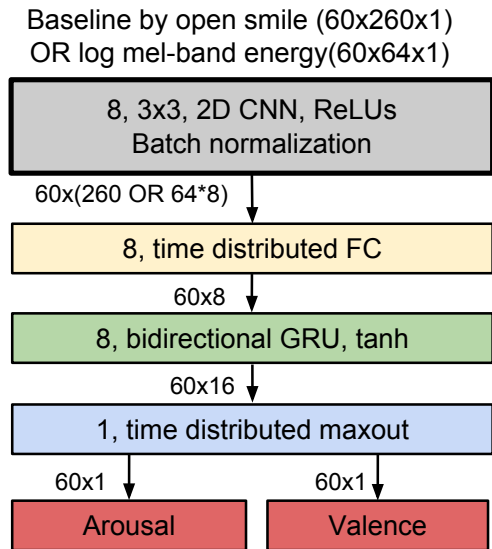 Baseline by open smile (60x260x1)
OR log mel-band energy(60x64x1)
8, 3x3, 2D CNN, ReLUs
Batch normalization
60x(260 OR 64*8)
8, time distributed FC
60x8
8, bidirectional GRU, tanh
60x16
1, time distributed maxout
60x1 60x1
Arousal Valence